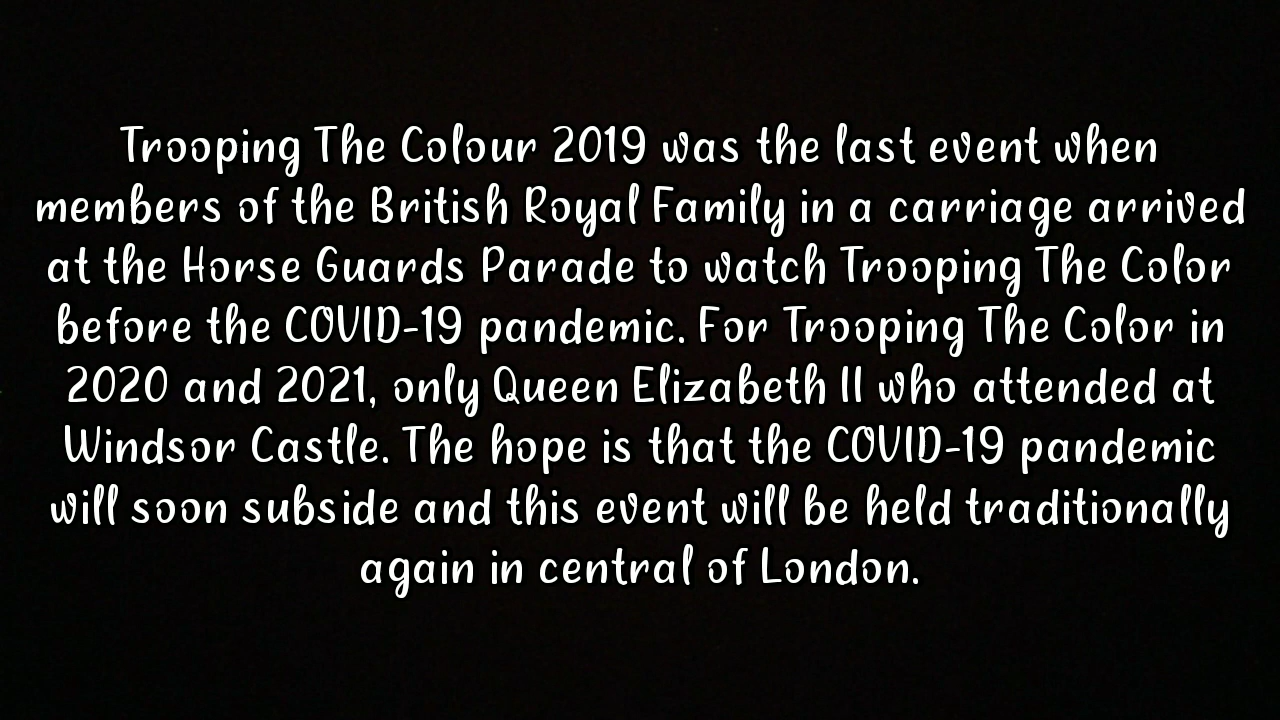 Trooping The Colour 2019 was the last event when
members of the British Royal Family in a carriage arrived
at the Horse Guards Parade to watch Trooping The Color
before the COVID-19 pandemic. For Trooping The Color in
2020 and 2021, only Queen Elizabeth II who attended at
Windsor Castle. The hope is that the COVID-19 pandemic
will soon subside and this event will be held traditionally
again in central of London.